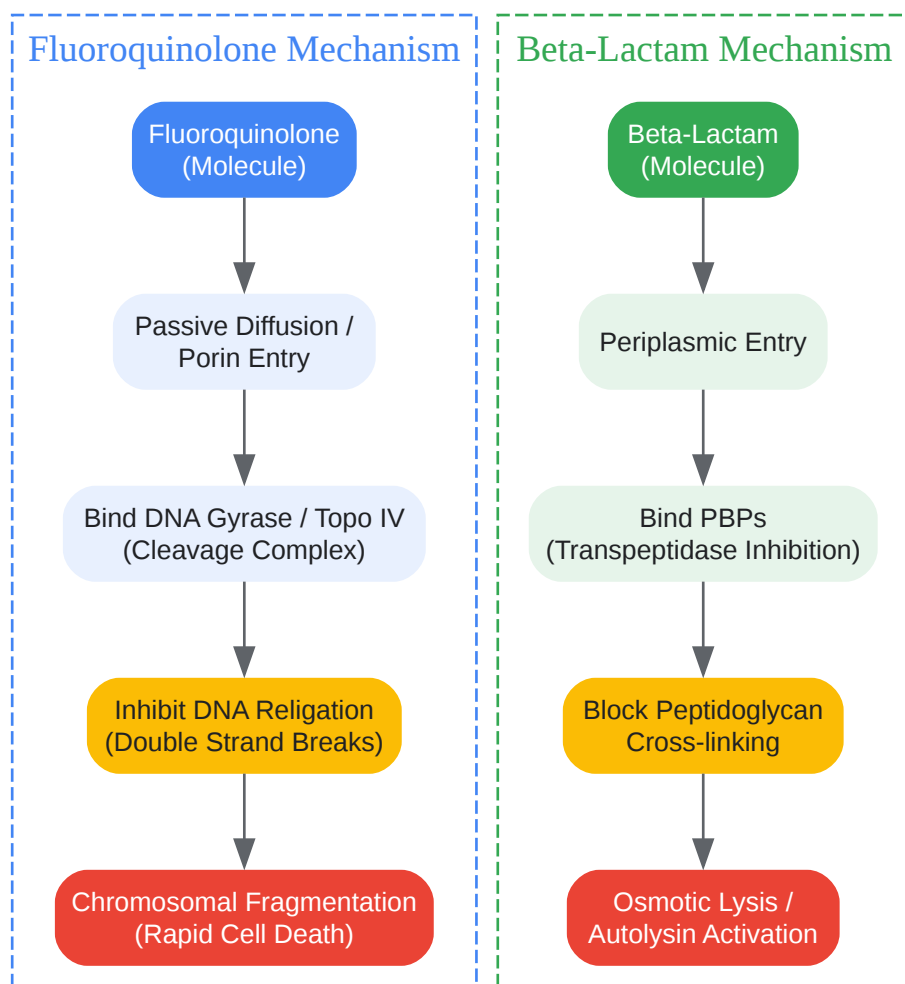 Fluoroquinolone Mechanism
Fluoroquinolone
(Molecule)
Passive Diffusion /
Porin Entry
Bind DNA Gyrase / Topo IV
(Cleavage Complex)
Inhibit DNA Religation
(Double Strand Breaks)
Chromosomal Fragmentation
(Rapid Cell Death)
Beta-Lactam Mechanism
Beta-Lactam
(Molecule)
Periplasmic Entry
Bind PBPs
(Transpeptidase Inhibition)
Block Peptidoglycan
Cross-linking
Osmotic Lysis /
Autolysin Activation